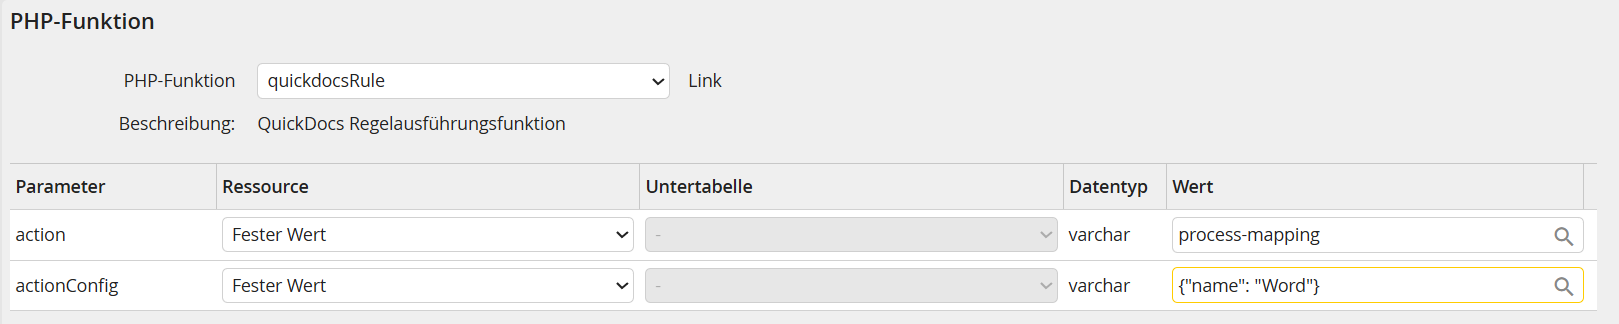 PHP-Funktion
PHP-Funktion quickdocsRule Link
Beschreibung: QuickDocs Regelausführungsfunktion
Parameter Ressource Untertabelle Datentyp Wert
action Fester Wert - varchar process-mapping
actionConfig Fester Wert - varchar {"name": "Word"}